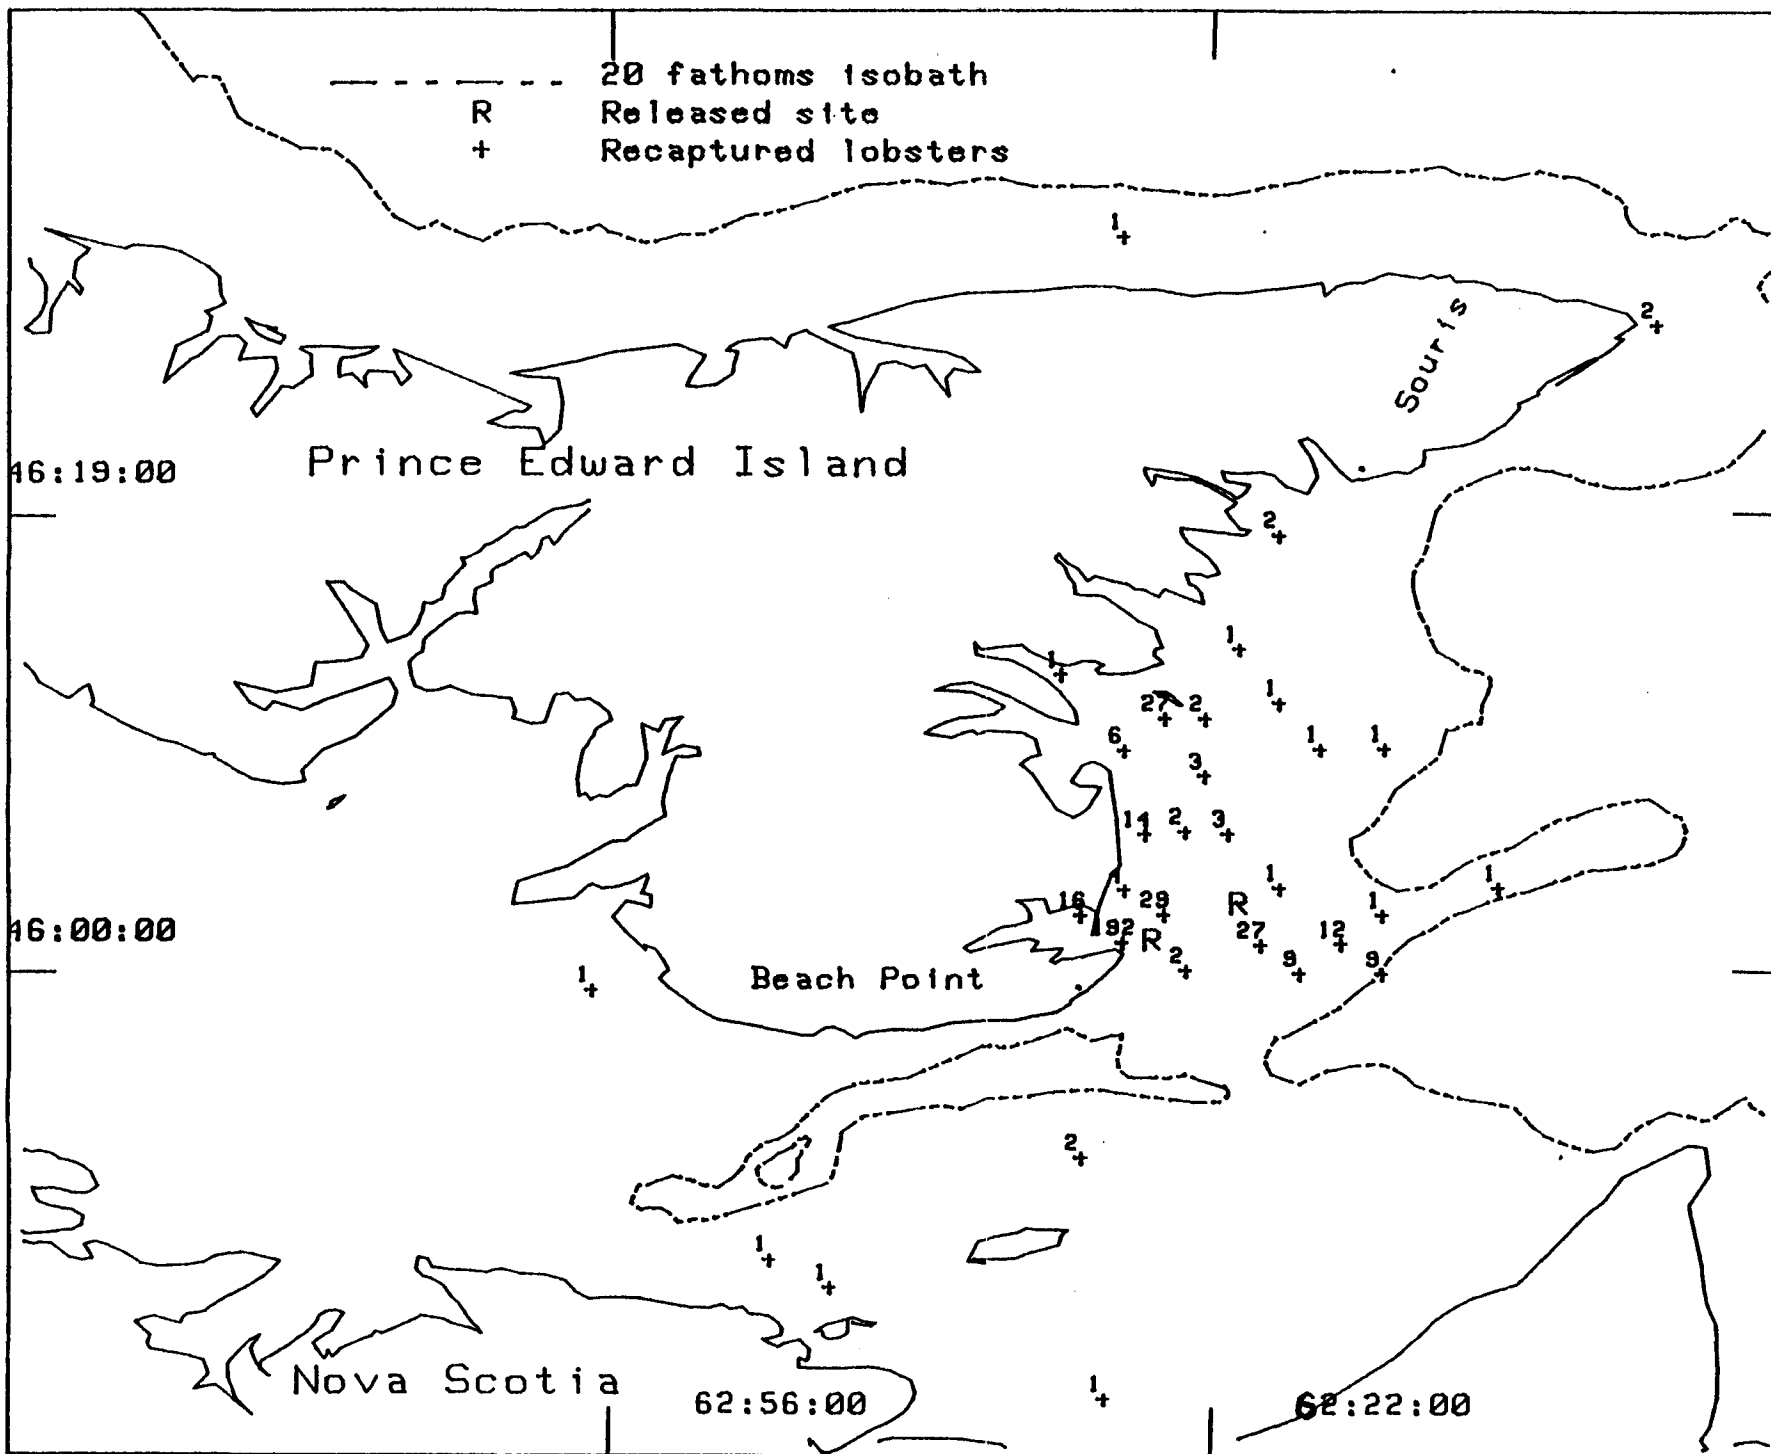 20 fathoms isobath
R Released site
+ Recaptured lobsters
1
2
Souris
Prince Edward Island
46:19:00
2
1
1
1
27 2
6
1 1
3
14 2 3
1
1 1
16 29 R 1
46:00:00
92 R 27 12
2 9 9
1
Beach Point
2
1
1
Nova Scotia
62:56:00
1
62:22:00